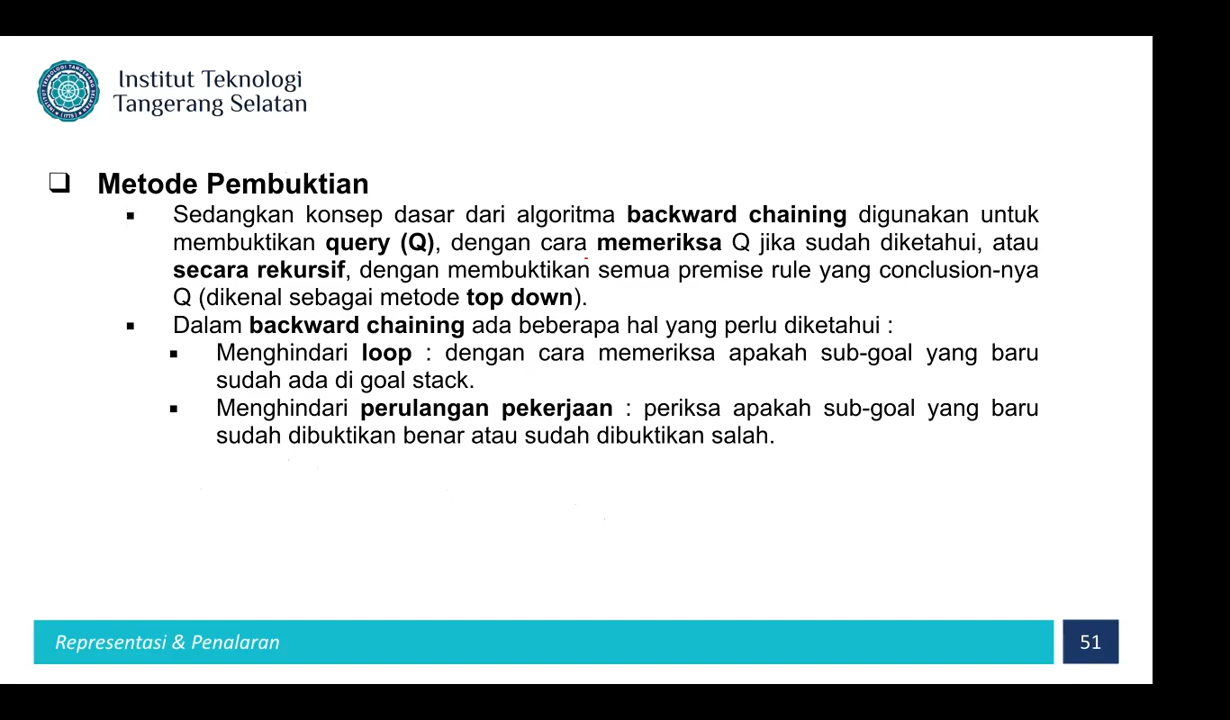 Institut Teknologi
Tangerang Selatan
❑ Metode Pembuktian
▪ Sedangkan konsep dasar dari algoritma backward chaining digunakan untuk
membuktikan query (Q), dengan cara memeriksa Q jika sudah diketahui, atau
secara rekursif, dengan membuktikan semua premise rule yang conclusion-nya
Q (dikenal sebagai metode top down).
▪ Dalam backward chaining ada beberapa hal yang perlu diketahui :
▪ Menghindari loop : dengan cara memeriksa apakah sub-goal yang baru
sudah ada di goal stack.
▪ Menghindari perulangan pekerjaan : periksa apakah sub-goal yang baru
sudah dibuktikan benar atau sudah dibuktikan salah.
Representasi & Penalaran
51